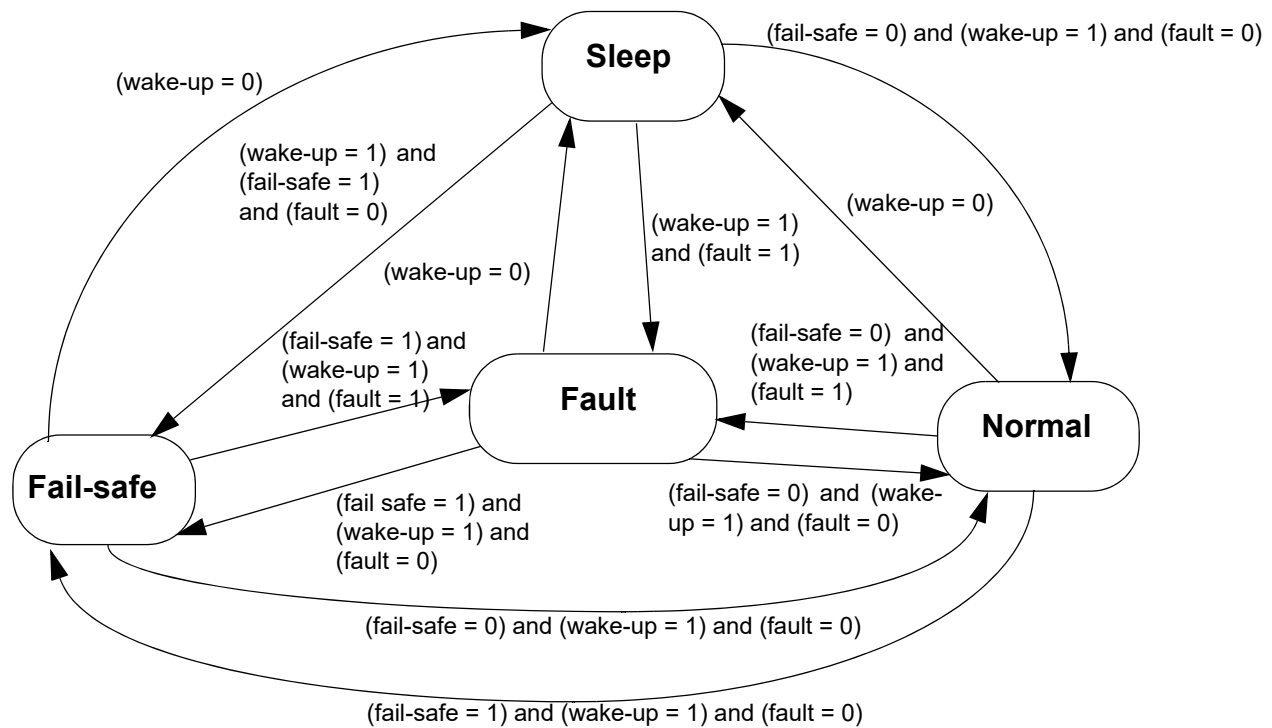 Sleep
(fail-safe = 0) and (wake-up = 1) and (fault = 0)
(wake-up = 0)
(wake-up = 1) and
(fail-safe = 1)
and (fault = 0)
(wake-up = 0)
(wake-up = 1)
and (fault = 1)
(wake-up = 0)
(fail-safe = 1) and
(wake-up = 1)
and (fault = 1)
Fault
(fail-safe = 0) and
(wake-up = 1) and
(fault = 1)
Normal
Fail-safe
(fail safe = 1) and
(wake-up = 1) and
(fault = 0)
(fail-safe = 0) and (wake-
up = 1) and (fault = 0)
(fail-safe = 0) and (wake-up = 1) and (fault = 0)
(fail-safe = 1) and (wake-up = 1) and (fault = 0)